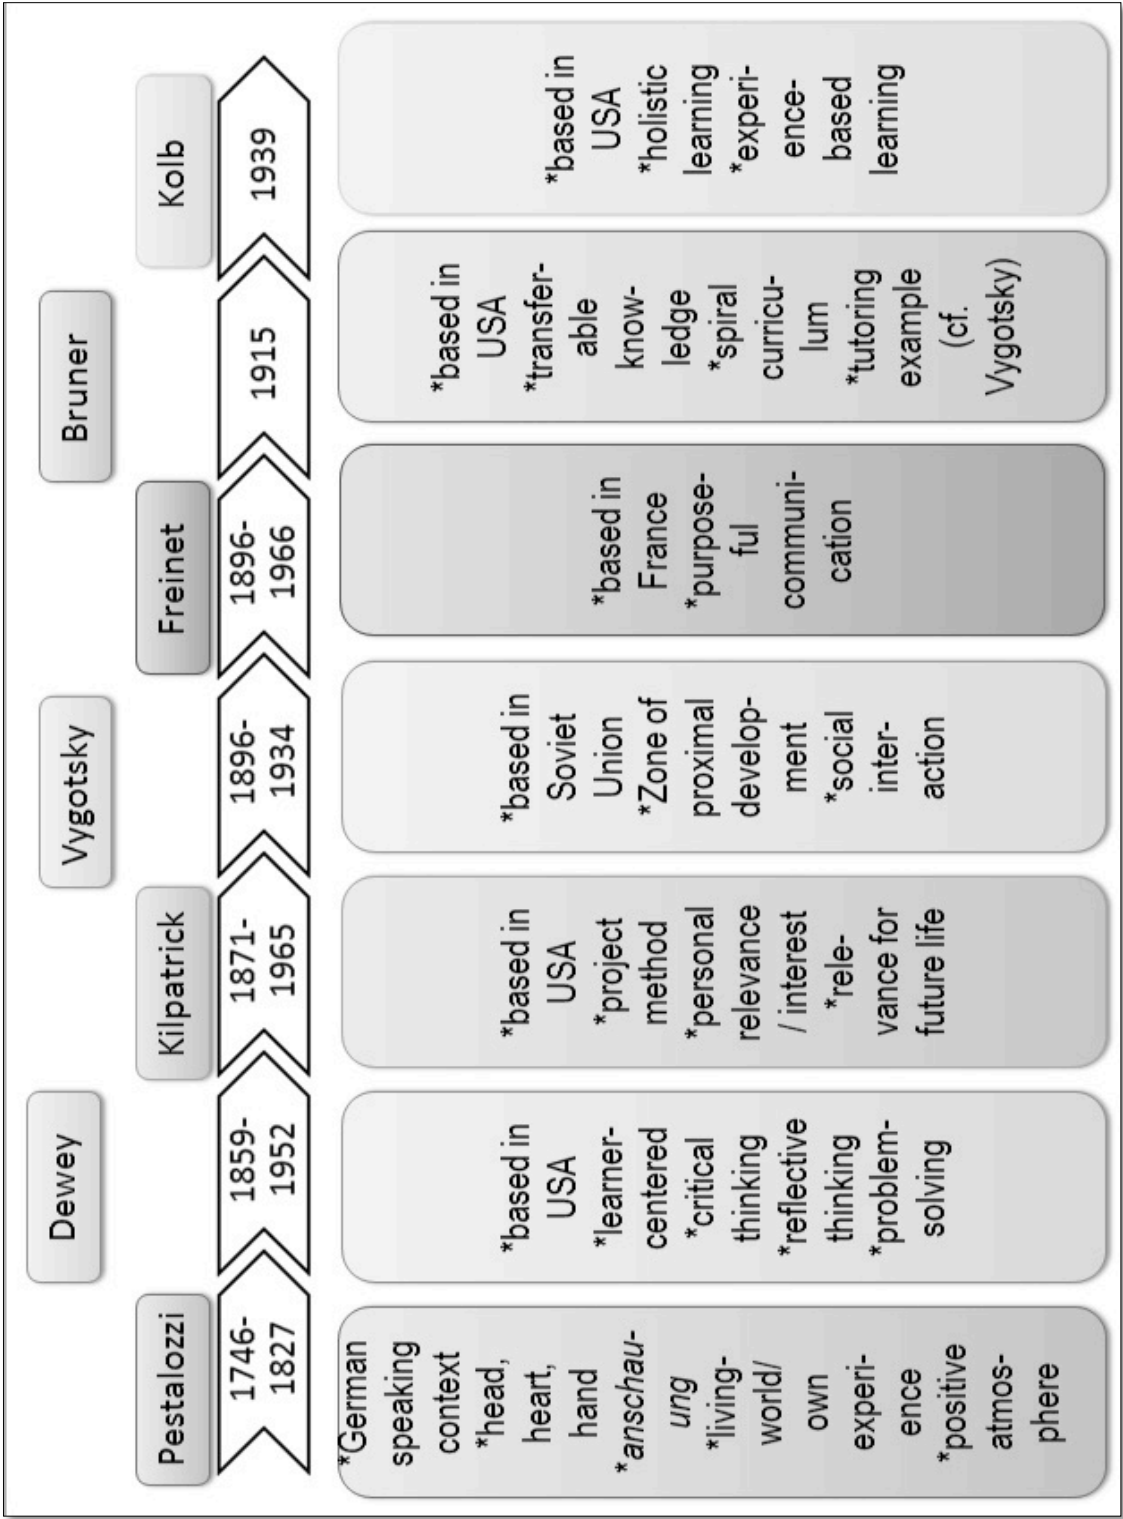 Dewey
Vygotsky
Bruner
Pestalozzi
Kilpatrick
Freinet
Kolb
1746-
1827
1859-
1952
1871-
1965
1896-
1934
1896-
1966
1915
1939
*German
speaking
context
*head,
heart,
hand
*anschau-
ung
*living-
world/
own
experi-
ence
*positive
atmos-
phere
*based in
USA
*learner-
centered
*critical
thinking
*reflective
thinking
*problem-
solving
*based in
USA
*project
method
*personal
relevance
/ interest
*rele-
vance for
future life
*based in
Soviet
Union
*Zone of
proximal
develop-
ment
*social
inter-
action
*based in
France
*purpose-
ful
communi-
cation
*based in
USA
*transfer-
able
know-
ledge
*spiral
curricu-
lum
*tutoring
example
(cf.
Vygotsky)
*based in
USA
*holistic
learning
*experi-
ence-
based
learning